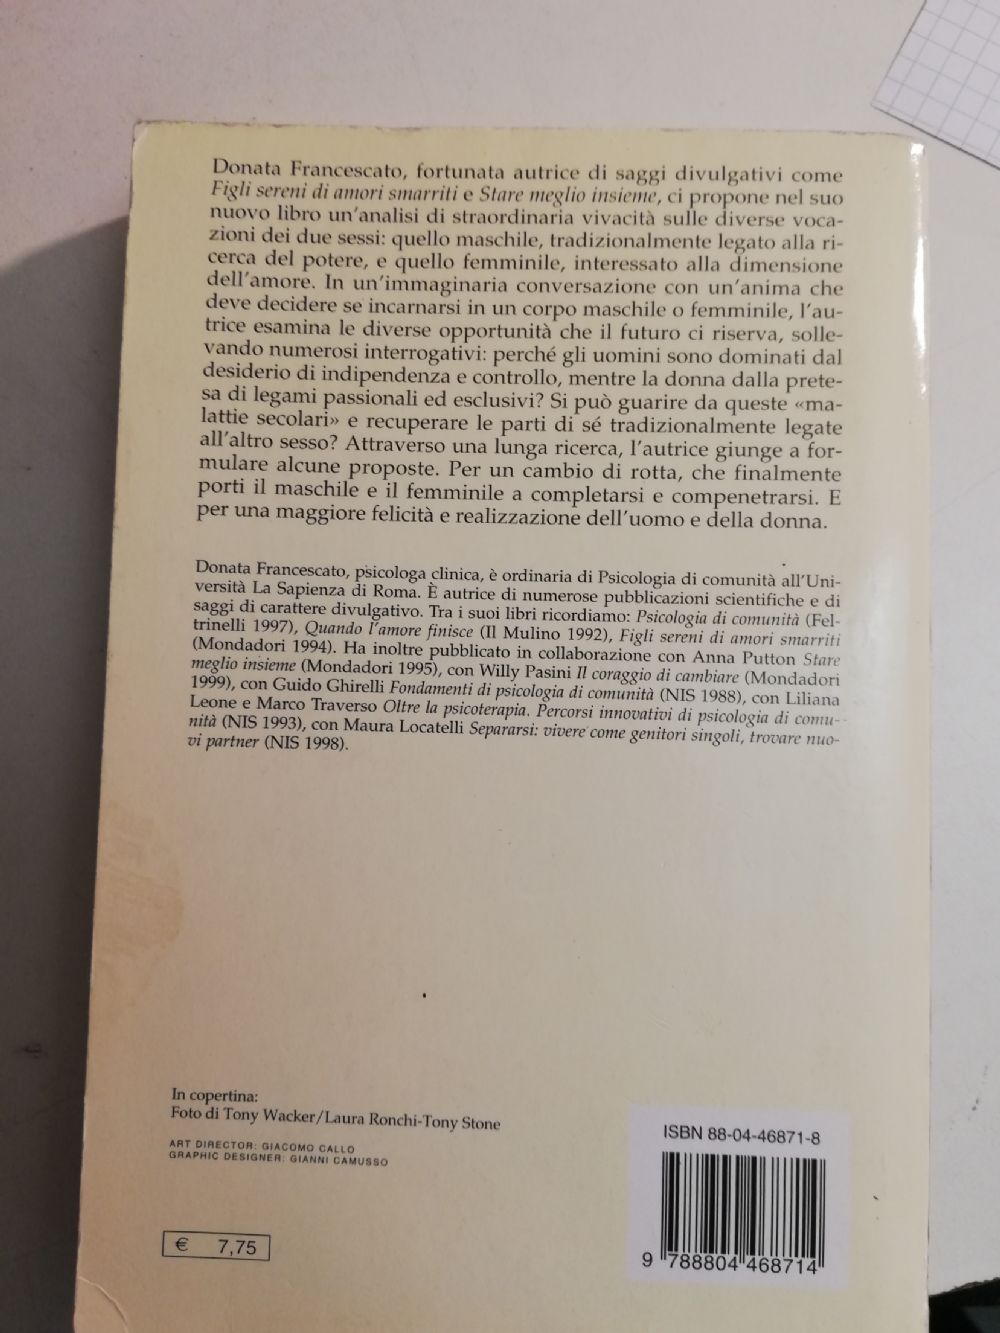 Donata Francescato, fortunata autrice di saggi divulgativi come
Figli sereni di amori smarriti e Stare meglio insieme, ci propone nel suo
nuovo libro un'analisi di straordinaria vivacità sulle diverse voca-
zioni dei due sessi: quello maschile, tradizionalmente legato alla ri-
cerca del potere, e quello femminile, interessato alla dimensione
dell'amore. In un'immaginaria conversazione con un'anima che
deve decidere se incarnarsi in un corpo maschile o femminile, l'au-
trice esamina le diverse opportunità che il futuro ci riserva, solle-
vando numerosi interrogativi: perché gli uomini sono dominati dal
desiderio di indipendenza e controllo, mentre la donna dalla prete-
sa di legami passionali ed esclusivi? Si può guarire da queste «ma-
lattie secolari» e recuperare le parti di sé tradizionalmente legate
all'altro sesso? Attraverso una lunga ricerca, l'autrice giunge a for-
mulare alcune proposte. Per un cambio di rotta, che finalmente
porti il maschile e il femminile a completarsi e compenetrarsi. E
per una maggiore felicità e realizzazione dell'uomo e della donna.
Donata Francescato, psicologa clinica, è ordinaria di Psicologia di comunità all'Uni-
versità La Sapienza di Roma. È autrice di numerose pubblicazioni scientifiche e di
saggi di carattere divulgativo. Tra i suoi libri ricordiamo: Psicologia di comunità (Fel-
trinelli 1997), Quando l'amore finisce (Il Mulino 1992), Figli sereni di amori smarriti
(Mondadori 1994). Ha inoltre pubblicato in collaborazione con Anna Putton Stare
meglio insieme (Mondadori 1995), con Willy Pasini Il coraggio di cambiare (Mondadori
1999), con Guido Ghirelli Fondamenti di psicologia di comunità (NIS 1988), con Liliana
Leone e Marco Traverso Oltre la psicoterapia. Percorsi innovativi di psicologia di comu-
nità (NIS 1993), con Maura Locatelli Separarsi: vivere come genitori singoli, trovare nuo-
vi partner (NIS 1998).
In copertina:
Foto di Tony Wacker/Laura Ronchi-Tony Stone
ART DIRECTOR: GIACOMO CALLO
GRAPHIC DESIGNER: GIANNI CAMUSSO
€ 7,75
ISBN 88-04-46871-8
9 788804 468714